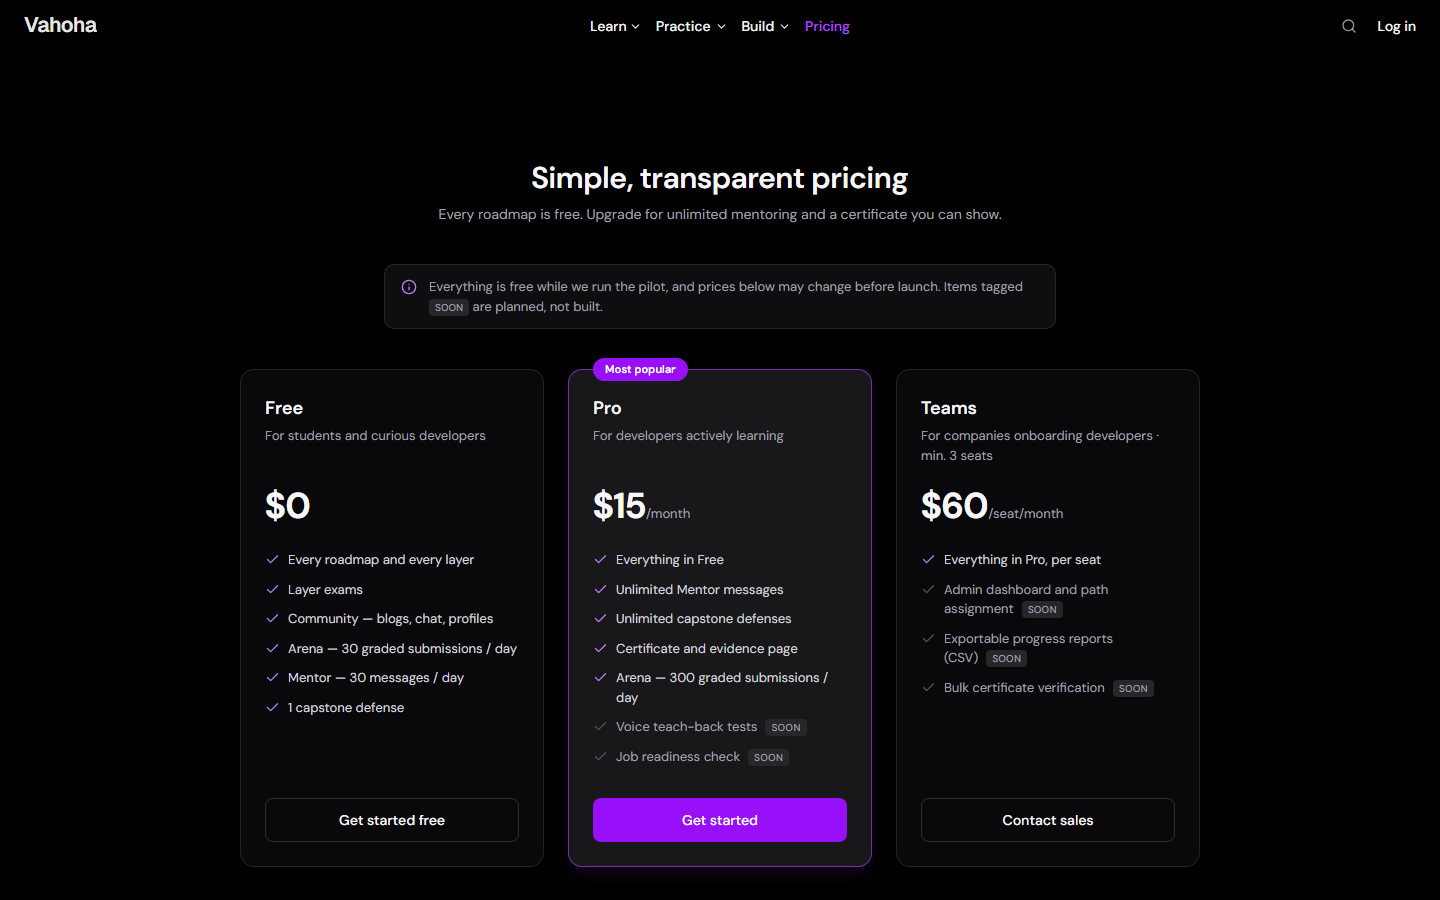 Vahoha
Learn
Practice
Build
Pricing
Log in
Simple, transparent pricing
Every roadmap is free. Upgrade for unlimited mentoring and a certificate you can show.
Everything is free while we run the pilot, and prices below may change before launch. Items tagged
SOON are planned, not built.
Free
For students and curious developers
$0
Every roadmap and every layer
Layer exams
Community — blogs, chat, profiles
Arena — 30 graded submissions / day
Mentor — 30 messages / day
1 capstone defense
Get started free
Most popular
Pro
For developers actively learning
$15/month
Everything in Free
Unlimited Mentor messages
Unlimited capstone defenses
Certificate and evidence page
Arena — 300 graded submissions /
day
Voice teach-back tests SOON
Job readiness check SOON
Get started
Teams
For companies onboarding developers ·
min. 3 seats
$60/seat/month
Everything in Pro, per seat
Admin dashboard and path
assignment SOON
Exportable progress reports
(CSV) SOON
Bulk certificate verification SOON
Contact sales